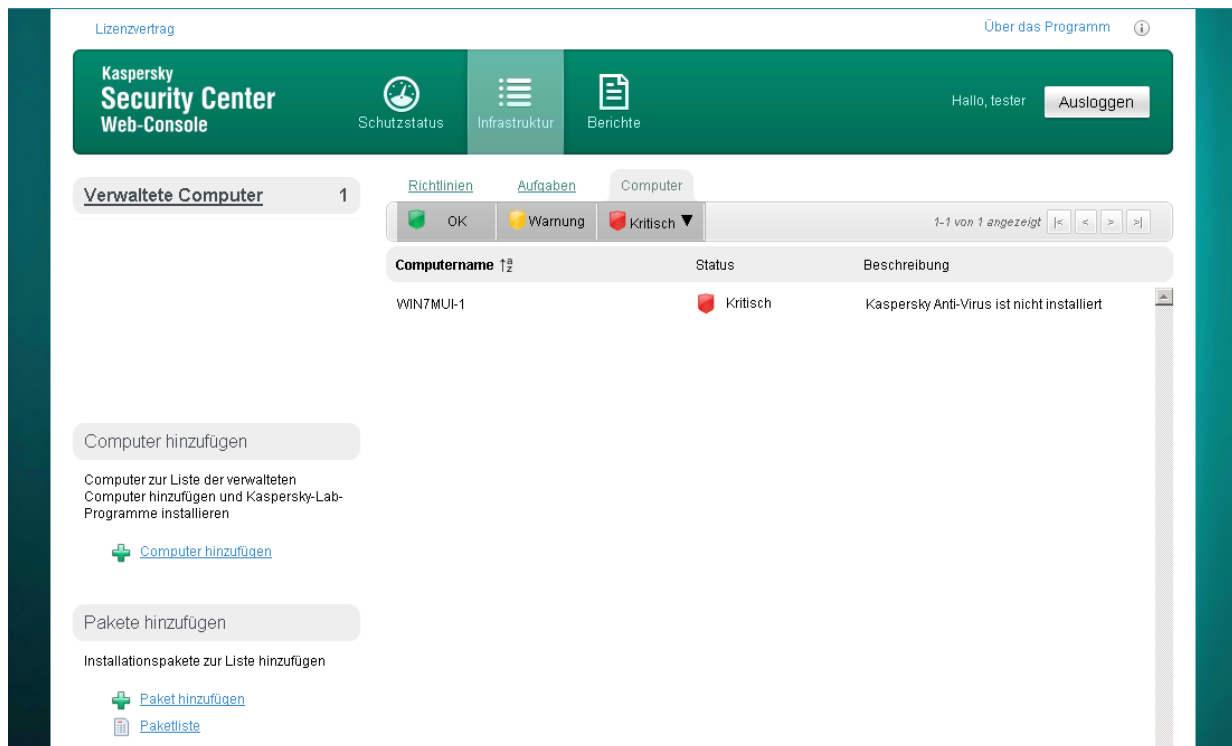 Lizenzvertrag
Über das Programm
Kaspersky
Security Center
Web-Console
Schutzstatus
Infrastruktur
Berichte
Hallo, tester
Ausloggen
Verwaltete Computer 1
Richtlinien
Aufgaben
Computer
OK
Warnung
Kritisch
1-1 von 1 angezeigt |< < > >|
Computername
Status
Beschreibung
WIN7MUI-1
Kritisch
Kaspersky Anti-Virus ist nicht installiert
Computer hinzufügen
Computer zur Liste der verwalteten
Computer hinzufügen und Kaspersky-Lab-
Programme installieren
Computer hinzufügen
Pakete hinzufügen
Installationspakete zur Liste hinzufügen
Paket hinzufügen
Paketliste